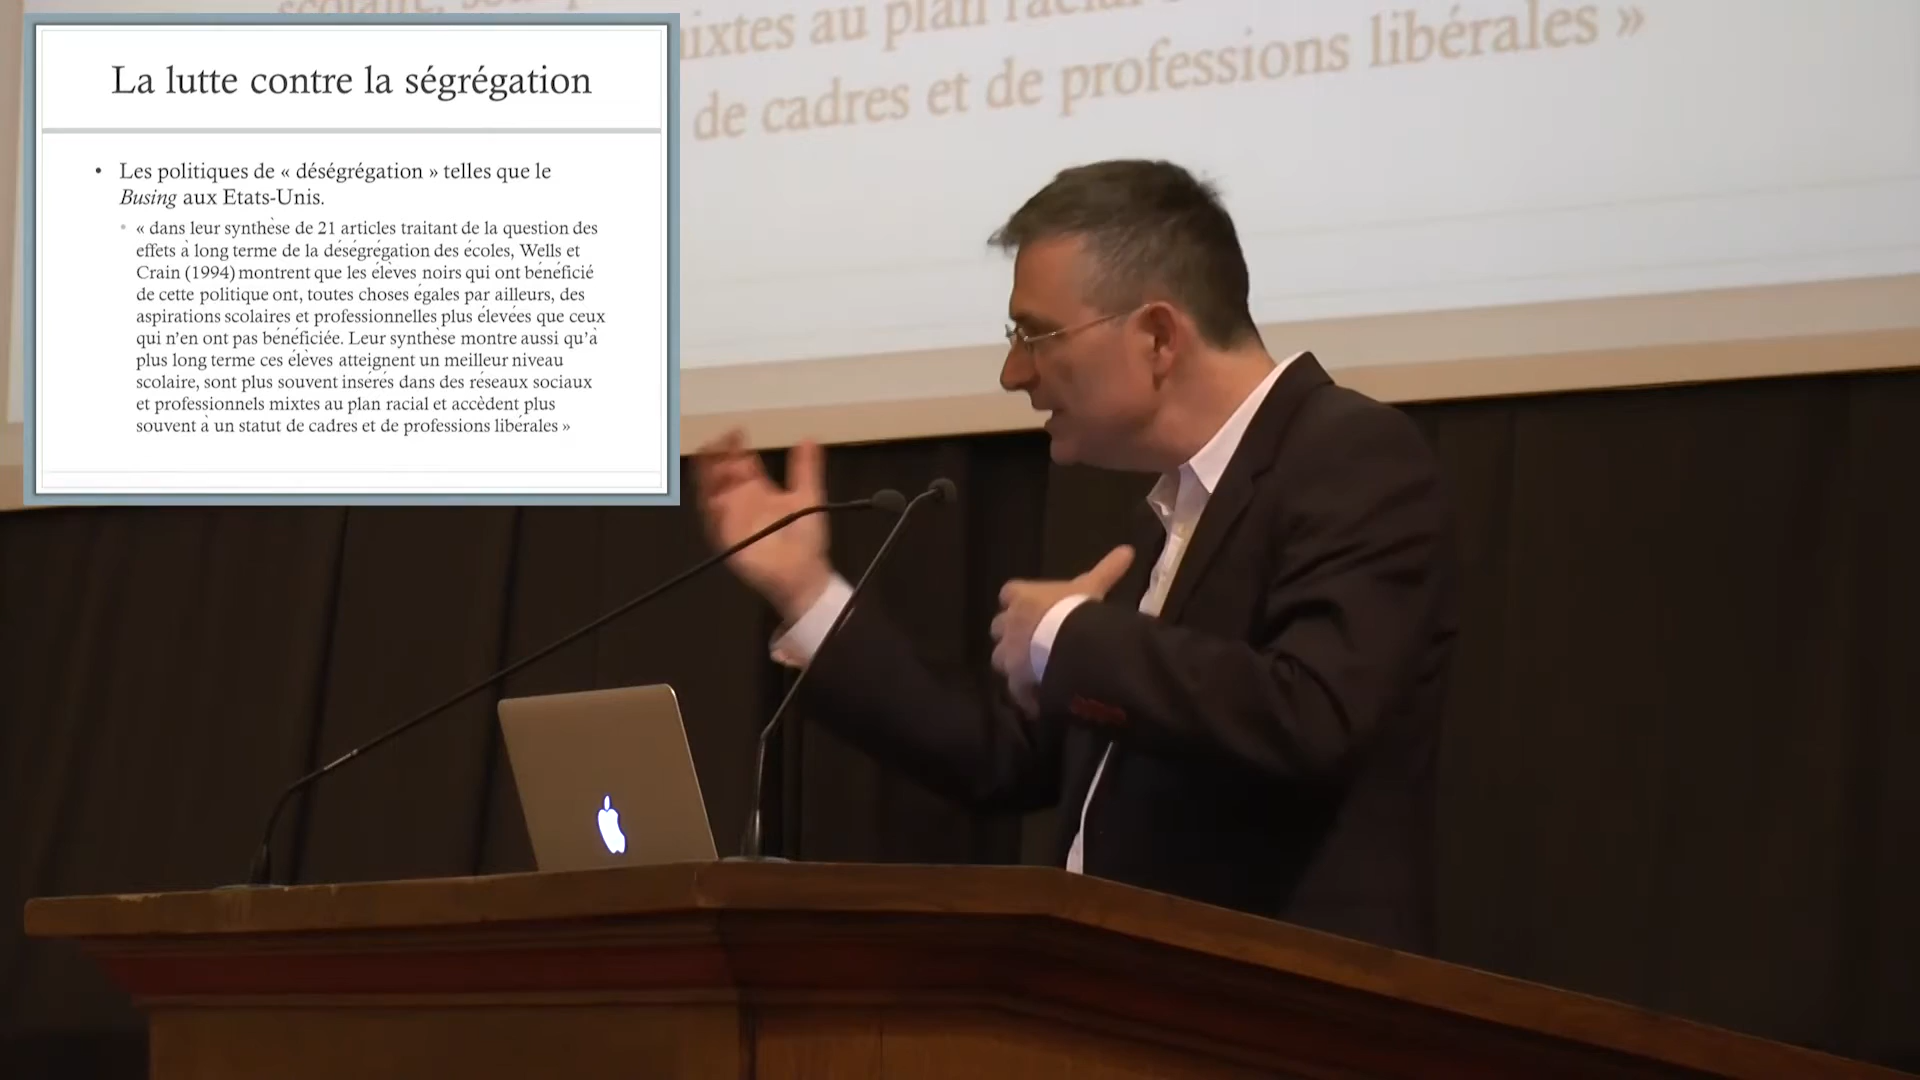 La lutte contre la ségrégation
• Les politiques de « déségrégation » telles que le
Busing aux Etats-Unis.
• « dans leur synthèse de 21 articles traitant de la question des
effets à long terme de la déségrégation des écoles, Wells et
Crain (1994) montrent que les élèves noirs qui ont bénéficié
de cette politique ont, toutes choses égales par ailleurs, des
aspirations scolaires et professionnelles plus élevées que ceux
qui n'en ont pas bénéficiée. Leur synthèse montre aussi qu'à
plus long terme ces élèves atteignent un meilleur niveau
scolaire, sont plus souvent insérés dans des réseaux sociaux
et professionnels mixtes au plan racial et accèdent plus
souvent à un statut de cadres et de professions libérales »
scolaire,
mixtes au plan racial
de cadres et de professions libérales »